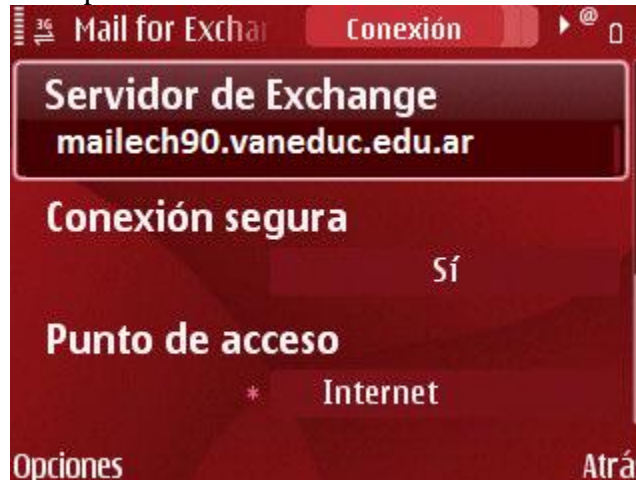 3G Mail for Exchan Conexión @
Servidor de Exchange
mailech90.vaneduc.edu.ar
Conexión segura
Sí
Punto de acceso
* Internet
Opciones Atrá